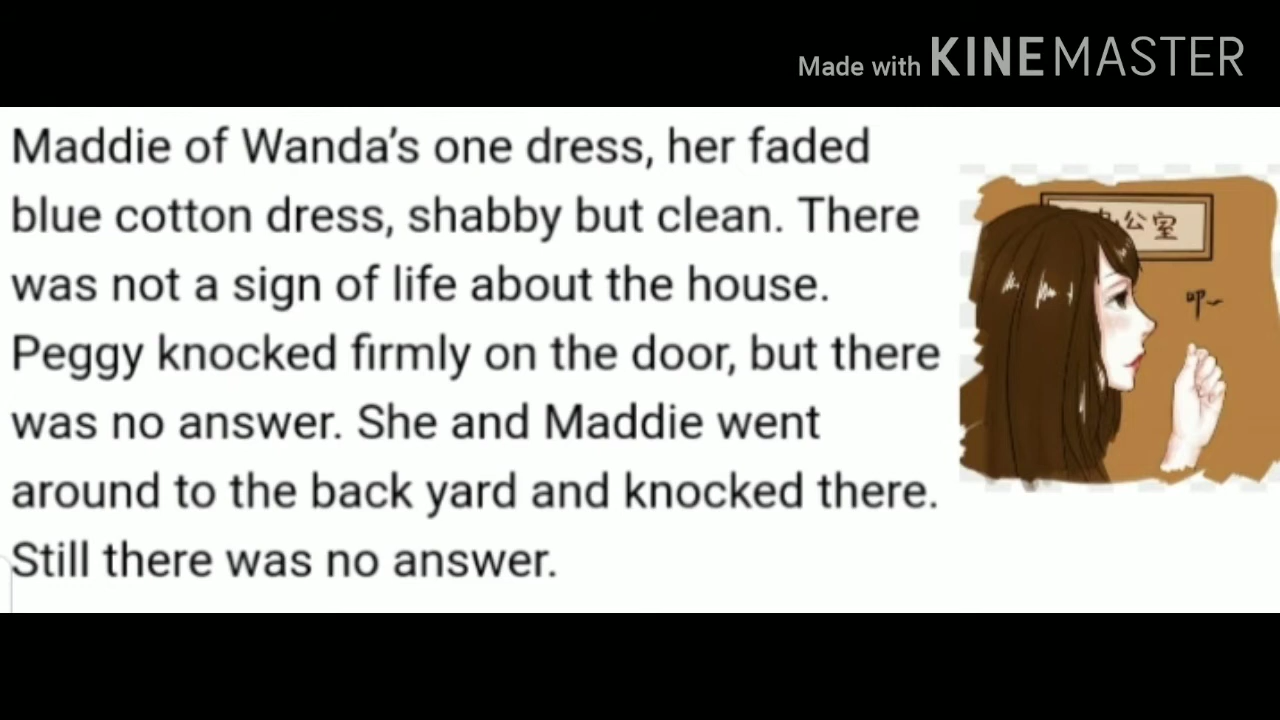 Made with KINEMASTER
Maddie of Wanda's one dress, her faded
blue cotton dress, shabby but clean. There
was not a sign of life about the house.
Peggy knocked firmly on the door, but there
was no answer. She and Maddie went
around to the back yard and knocked there.
Still there was no answer.
公室
叩~